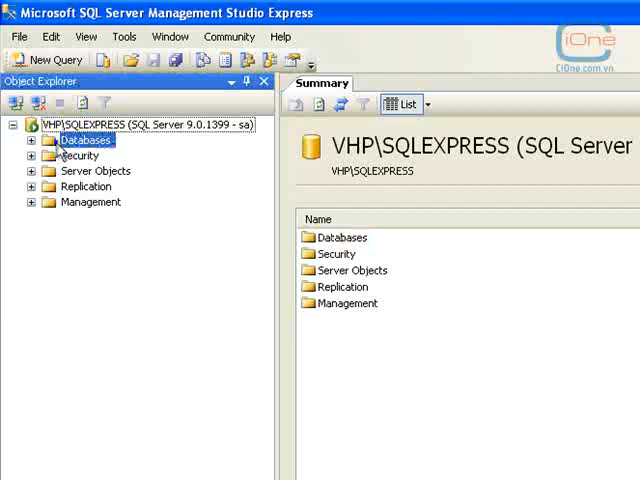 Microsoft SQL Server Management Studio Express
File Edit View Tools Window Community Help
iOne
CiOne.com.vn
New Query
Object Explorer
Summary
List
VHP\SQLEXPRESS (SQL Server 9.0.1399 - sa)
Databases
Security
Server Objects
Replication
Management
VHP\SQLEXPRESS (SQL Server
VHP\SQLEXPRESS
Name
Databases
Security
Server Objects
Replication
Management